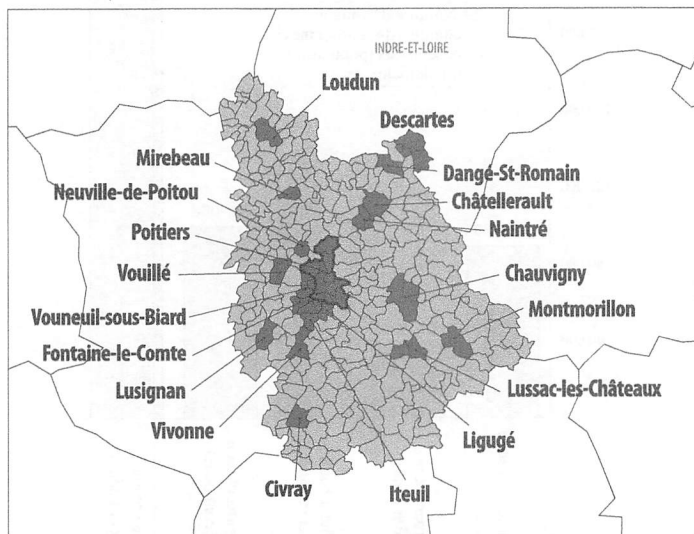 INDRE-ET-LOIRE
Loudun
Descartes
Mirebeau
Dangé-St-Romain
Neuville-de-Poitou
Châtellerault
Poitiers
Naintré
Vouillé
Chauvigny
Vouneuil-sous-Biard
Montmorillon
Fontaine-le-Comte
Lusignan
Lussac-les-Châteaux
Vivonne
Ligugé
Civray
Iteuil